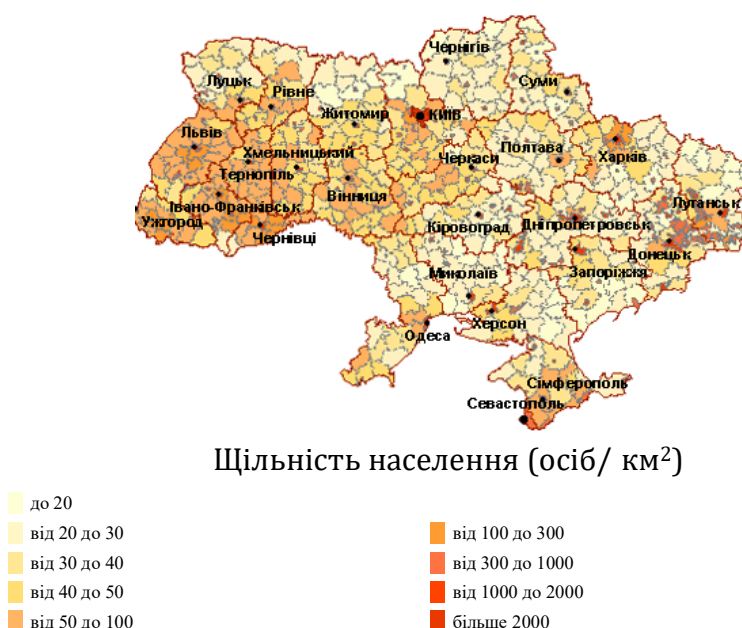 Чернігів
Луцьк
Рівне
Суми
Житомир
КИЇВ
Львів
Хмельницький
Полтава
Харків
Черкаси
Тернопіль
Вінниця
Луганськ
Івано-Франківськ
Ужгород
Кіровоград
Дніпропетровськ
Чернівці
Донецьк
Миколаїв
Запоріжжя
Херсон
Одеса
Сімферополь
Севастополь
Щільність населення (осіб/ км²)
до 20
від 20 до 30
від 30 до 40
від 40 до 50
від 50 до 100
від 100 до 300
від 300 до 1000
від 1000 до 2000
більше 2000